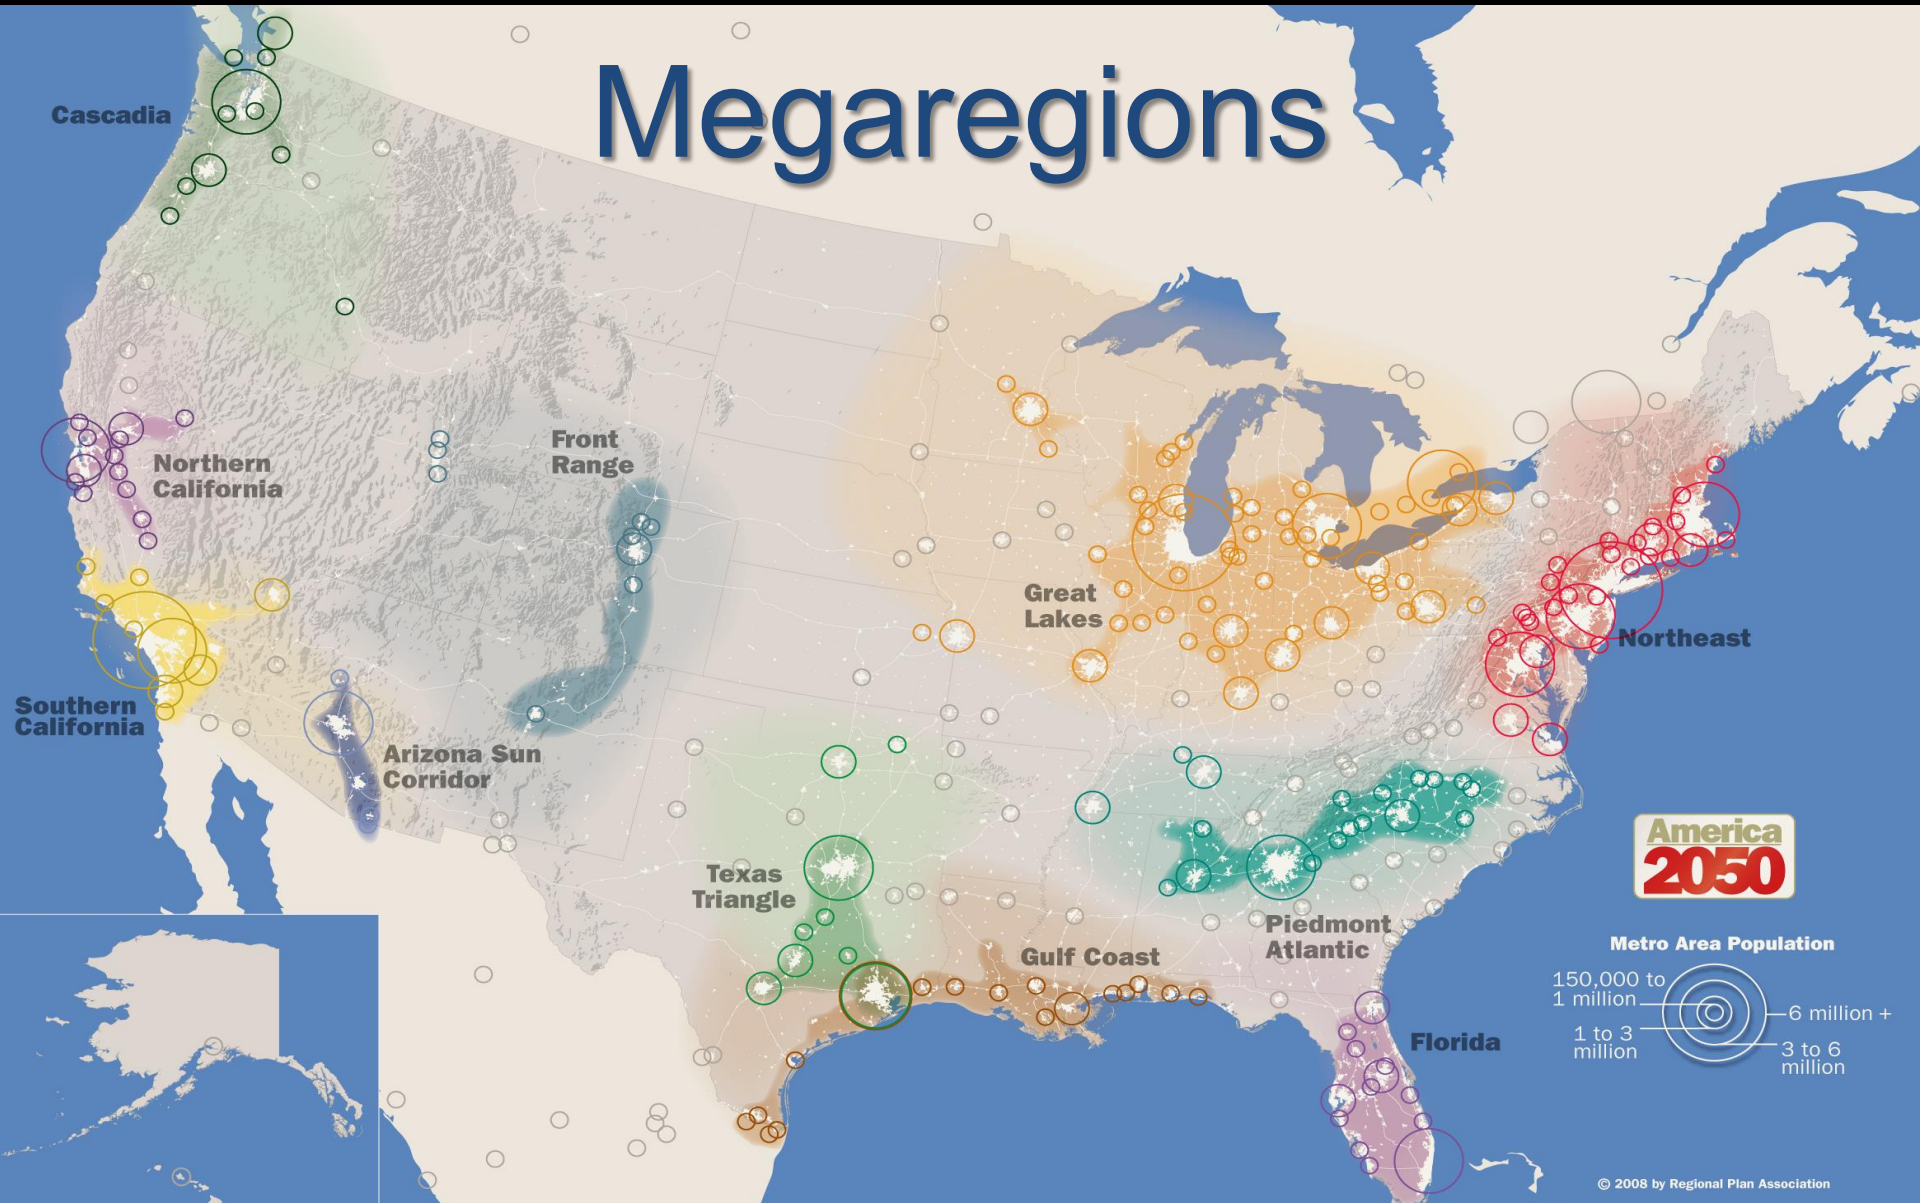 Megaregions
Cascadia
Northern
California
Front
Range
Great
Lakes
Northeast
Southern
California
Arizona Sun
Corridor
Texas
Triangle
Gulf Coast
Piedmont
Atlantic
Florida
America
2050
Metro Area Population
150,000 to
1 million
1 to 3
million
6 million +
3 to 6
million
© 2008 by Regional Plan Association